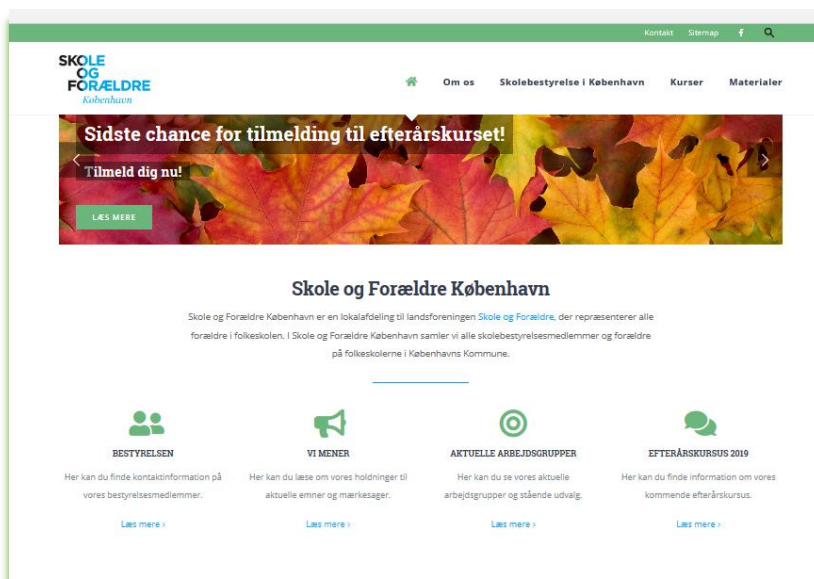 Kontakt Sitemap
SKOLE
OG
FORÆLDRE
København
Om os Skolebestyrelse i København Kurser Materialer
Sidste chance for tilmelding til efterårskurset!
Tilmeld dig nu!
LÆS MERE
Skole og Forældre København
Skole og Forældre København er en lokalafdeling til landsforeningen Skole og Forældre, der repræsenterer alle
forældre i folkeskolen. I Skole og Forældre København samler vi alle skolebestyrelsesmedlemmer og forældre
på folkeskolerne i Københavns Kommune.
BESTYRELSEN
Her kan du finde kontaktinformation på
vores bestyrelsesmedlemmer.
Læs mere ›
VI MENER
Her kan du læse om vores holdninger til
aktuelle emner og mærkesager.
Læs mere ›
AKTUELLE ARBEJDSGRUPPER
Her kan du se vores aktuelle
arbejdsgrupper og stående udvalg.
Læs mere ›
EFTERÅRSKURSUS 2019
Her kan du finde information om vores
kommende efterårskursus.
Læs mere ›